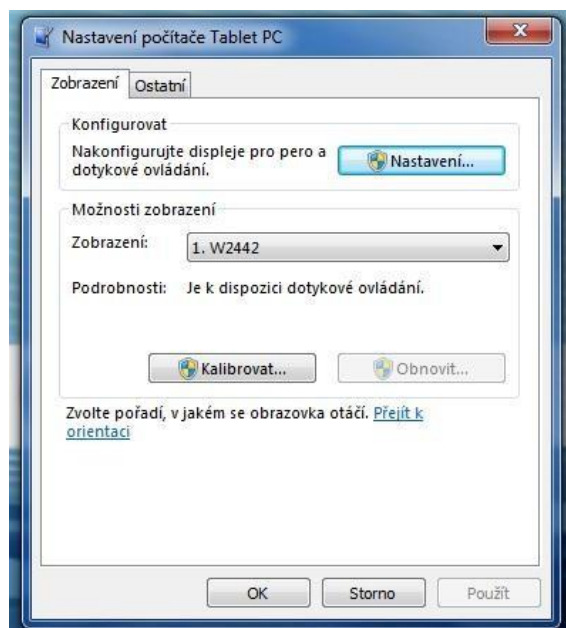 Nastavení počítače Tablet PC
Zobrazení
Ostatní
Konfigurovat
Nakonfigurujte displeje pro pero a
dotykové ovládání.
Nastavení...
Možnosti zobrazení
Zobrazení:
1. W2442
Podrobnosti:
Je k dispozici dotykové ovládání.
Kalibrovat...
Obnovit...
Zvolte pořadí, v jakém se obrazovka otáčí. Přejít k
orientaci
OK
Storno
Použít